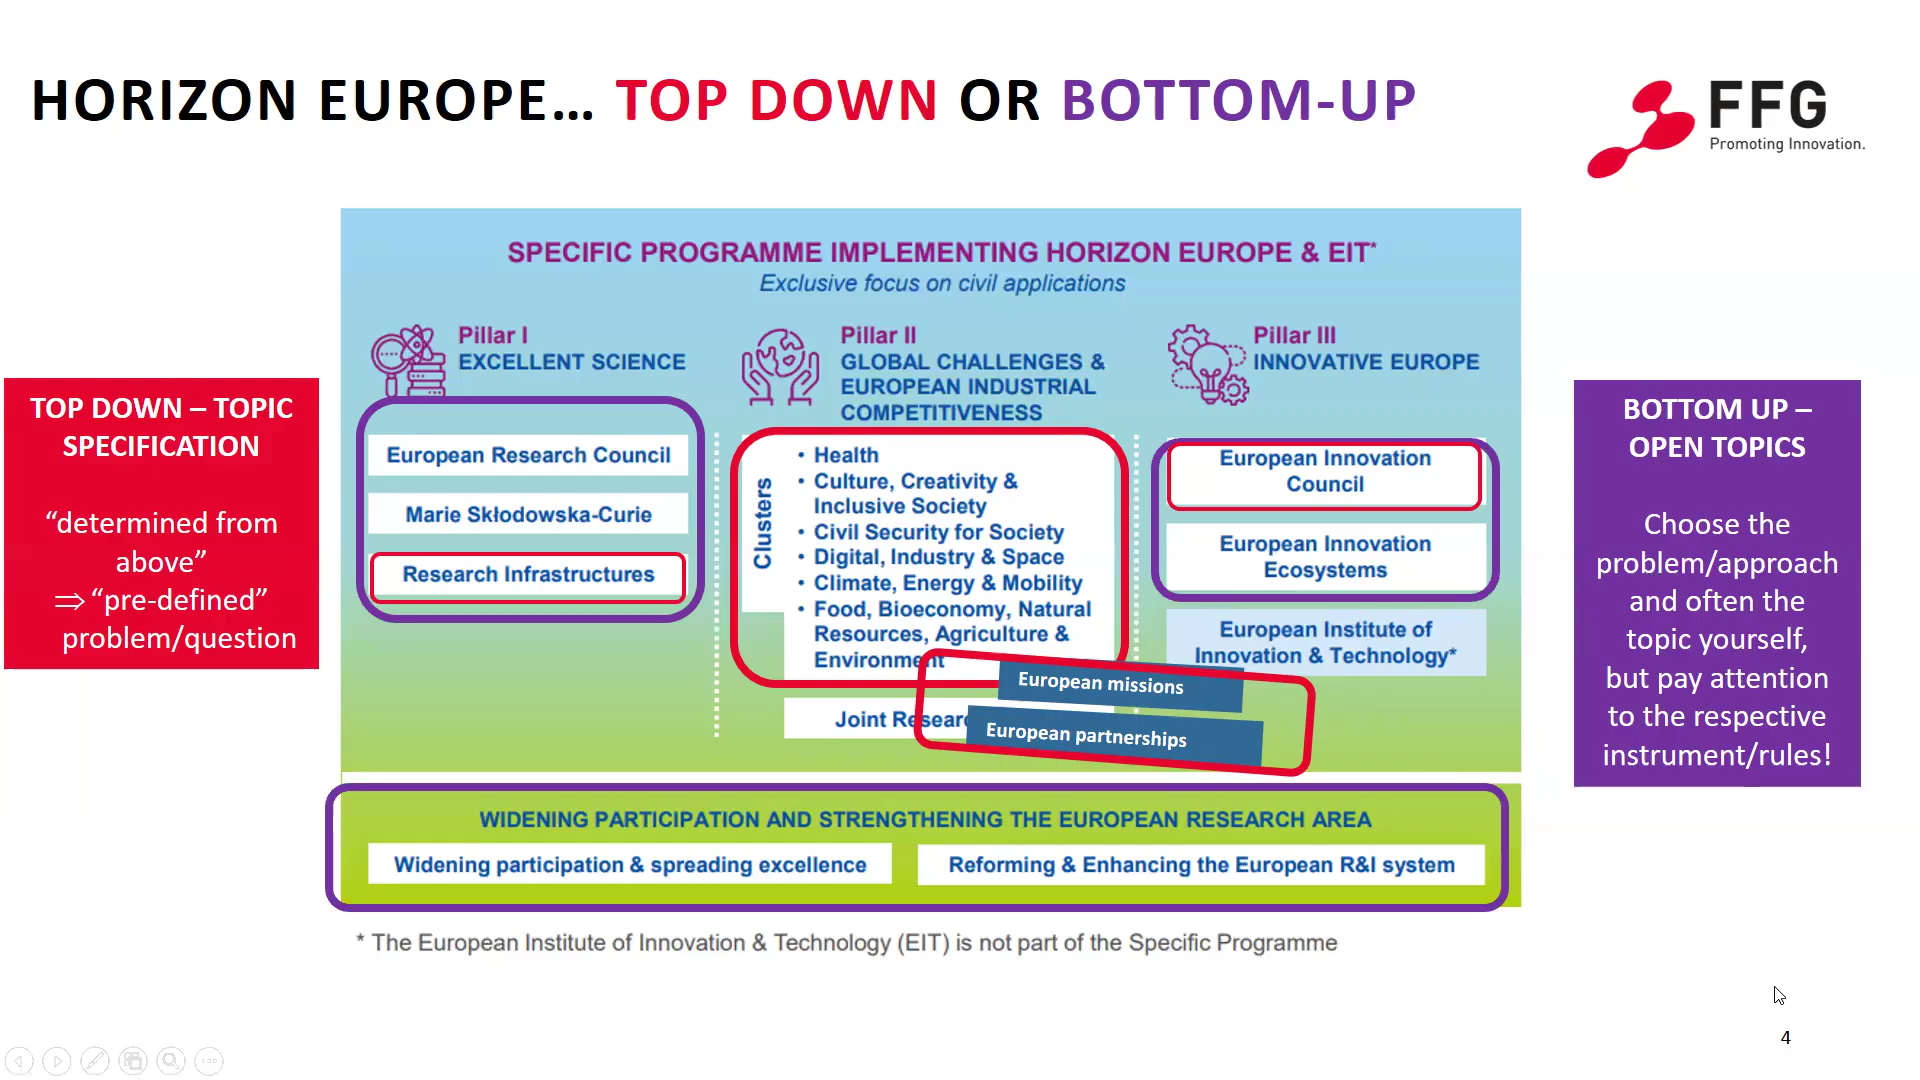 HORIZON EUROPE… TOP DOWN OR BOTTOM-UP
FFG
Promoting Innovation.
SPECIFIC PROGRAMME IMPLEMENTING HORIZON EUROPE & EIT*
Exclusive focus on civil applications
TOP DOWN – TOPIC
SPECIFICATION
“determined from
above”
⇒ “pre-defined”
problem/question
Pillar I
EXCELLENT SCIENCE
European Research Council
Marie Skłodowska-Curie
Research Infrastructures
Pillar II
GLOBAL CHALLENGES &
EUROPEAN INDUSTRIAL
COMPETITIVENESS
Clusters
• Health
• Culture, Creativity &
Inclusive Society
• Civil Security for Society
• Digital, Industry & Space
• Climate, Energy & Mobility
• Food, Bioeconomy, Natural
Resources, Agriculture &
Environment
Joint Researc
European missions
European partnerships
Pillar III
INNOVATIVE EUROPE
European Innovation
Council
European Innovation
Ecosystems
European Institute of
Innovation & Technology*
BOTTOM UP –
OPEN TOPICS
Choose the
problem/approach
and often the
topic yourself,
but pay attention
to the respective
instrument/rules!
WIDENING PARTICIPATION AND STRENGTHENING THE EUROPEAN RESEARCH AREA
Widening participation & spreading excellence
Reforming & Enhancing the European R&I system
* The European Institute of Innovation & Technology (EIT) is not part of the Specific Programme
4